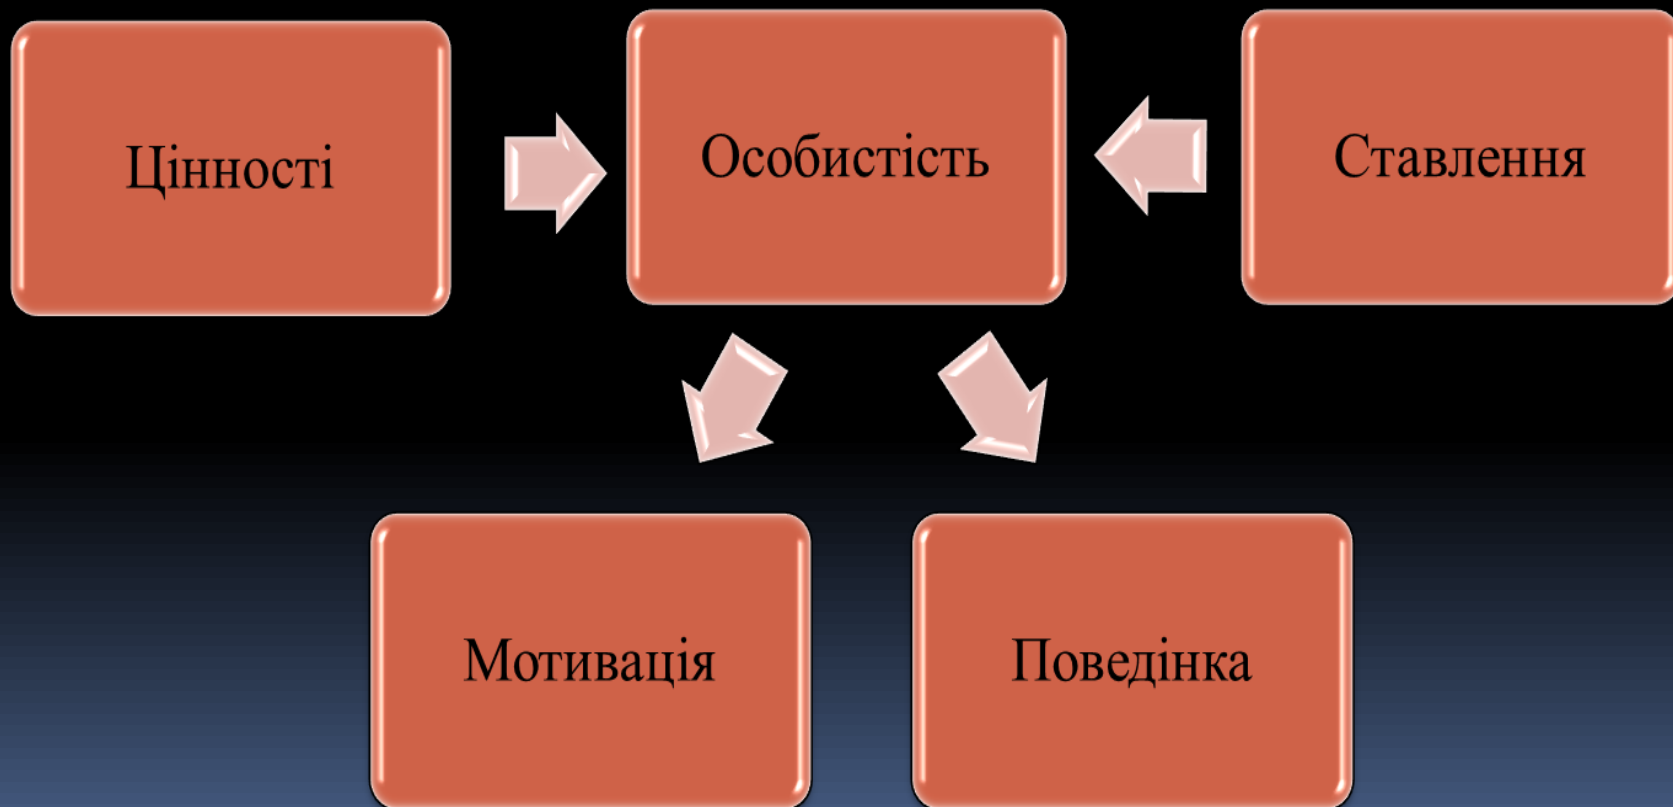 Цінності
Особистість
Ставлення
Мотивація
Поведінка